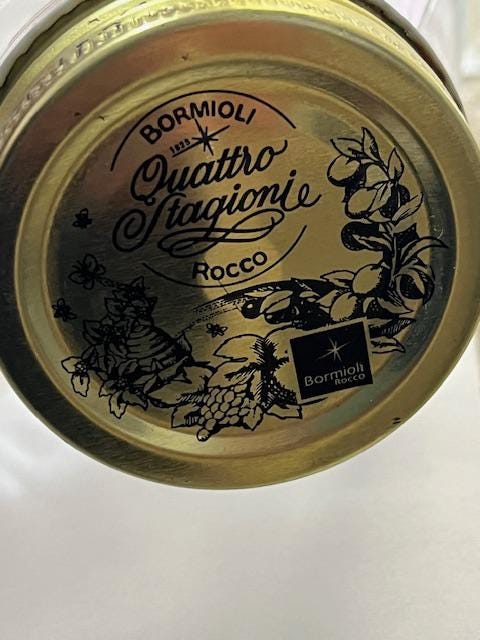 BORMIOLI
1825
Quattro
Stagioni
ROCCO
Bormioli
ROCCO